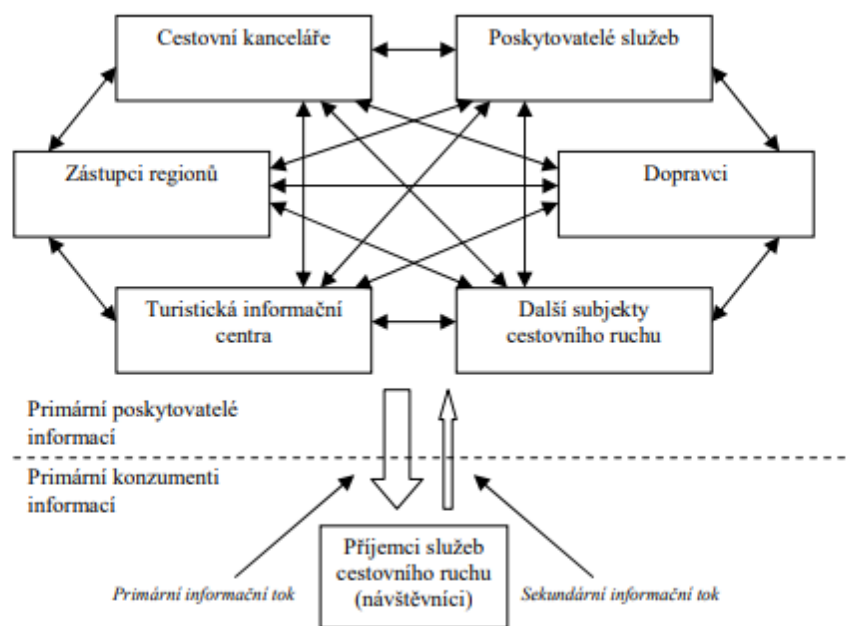 Cestovní kanceláře
Poskytovatelé služeb
Zástupci regionů
Dopravci
Turistická informační
centra
Další subjekty
cestovního ruchu
Primární poskytovatelé
informací
Primární konzumenti
informací
Příjemci služeb
cestovního ruchu
(návštěvníci)
Primární informační tok
Sekundární informační tok